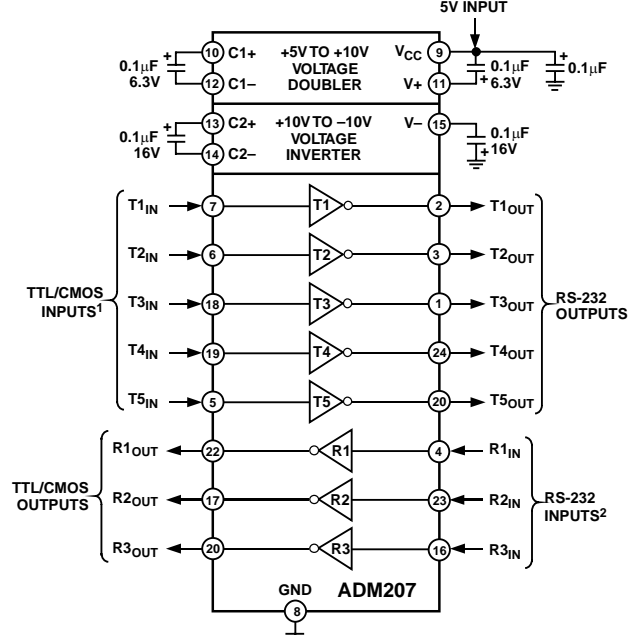 5V INPUT
0.1μF
6.3V
+
10
C1+
12
C1–
+5V TO +10V
VOLTAGE
DOUBLER
VCC
9
V+
11
+
0.1μF
6.3V
+
0.1μF
0.1μF
16V
+
13
C2+
14
C2–
+10V TO –10V
VOLTAGE
INVERTER
V–
15
+
0.1μF
16V
TTL/CMOS
INPUTS1
T1IN
7
T1
2
T1OUT
T2IN
6
T2
3
T2OUT
T3IN
18
T3
1
T3OUT
T4IN
19
T4
24
T4OUT
T5IN
5
T5
20
T5OUT
RS-232
OUTPUTS
TTL/CMOS
OUTPUTS
R1OUT
22
R1
4
R1IN
R2OUT
17
R2
23
R2IN
R3OUT
20
R3
16
R3IN
RS-232
INPUTS2
GND
8
ADM207